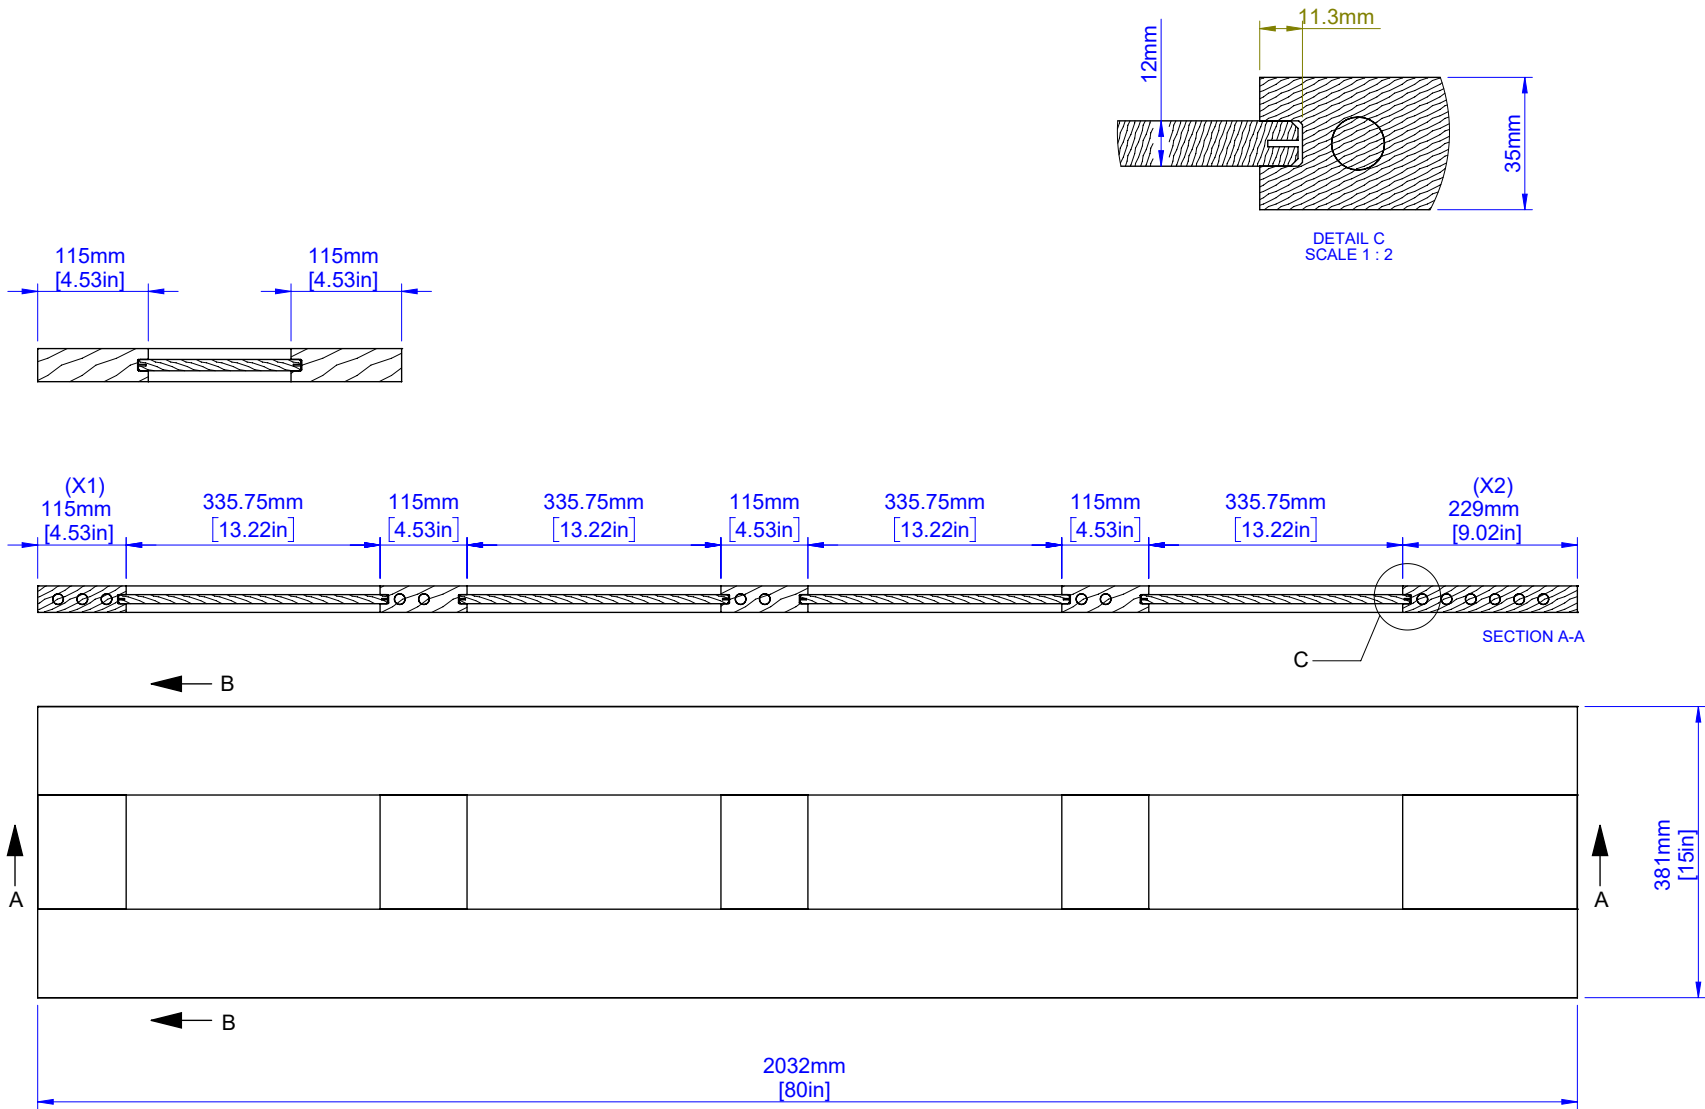 11.3mm
12mm
35mm
DETAIL C
SCALE 1 : 2
115mm
[4.53in]
115mm
[4.53in]
(X1)
115mm
[4.53in]
335.75mm
[13.22in]
115mm
[4.53in]
335.75mm
[13.22in]
115mm
[4.53in]
335.75mm
[13.22in]
115mm
[4.53in]
335.75mm
[13.22in]
(X2)
229mm
[9.02in]
SECTION A-A
C
B
A
A
381mm
[15in]
B
2032mm
[80in]